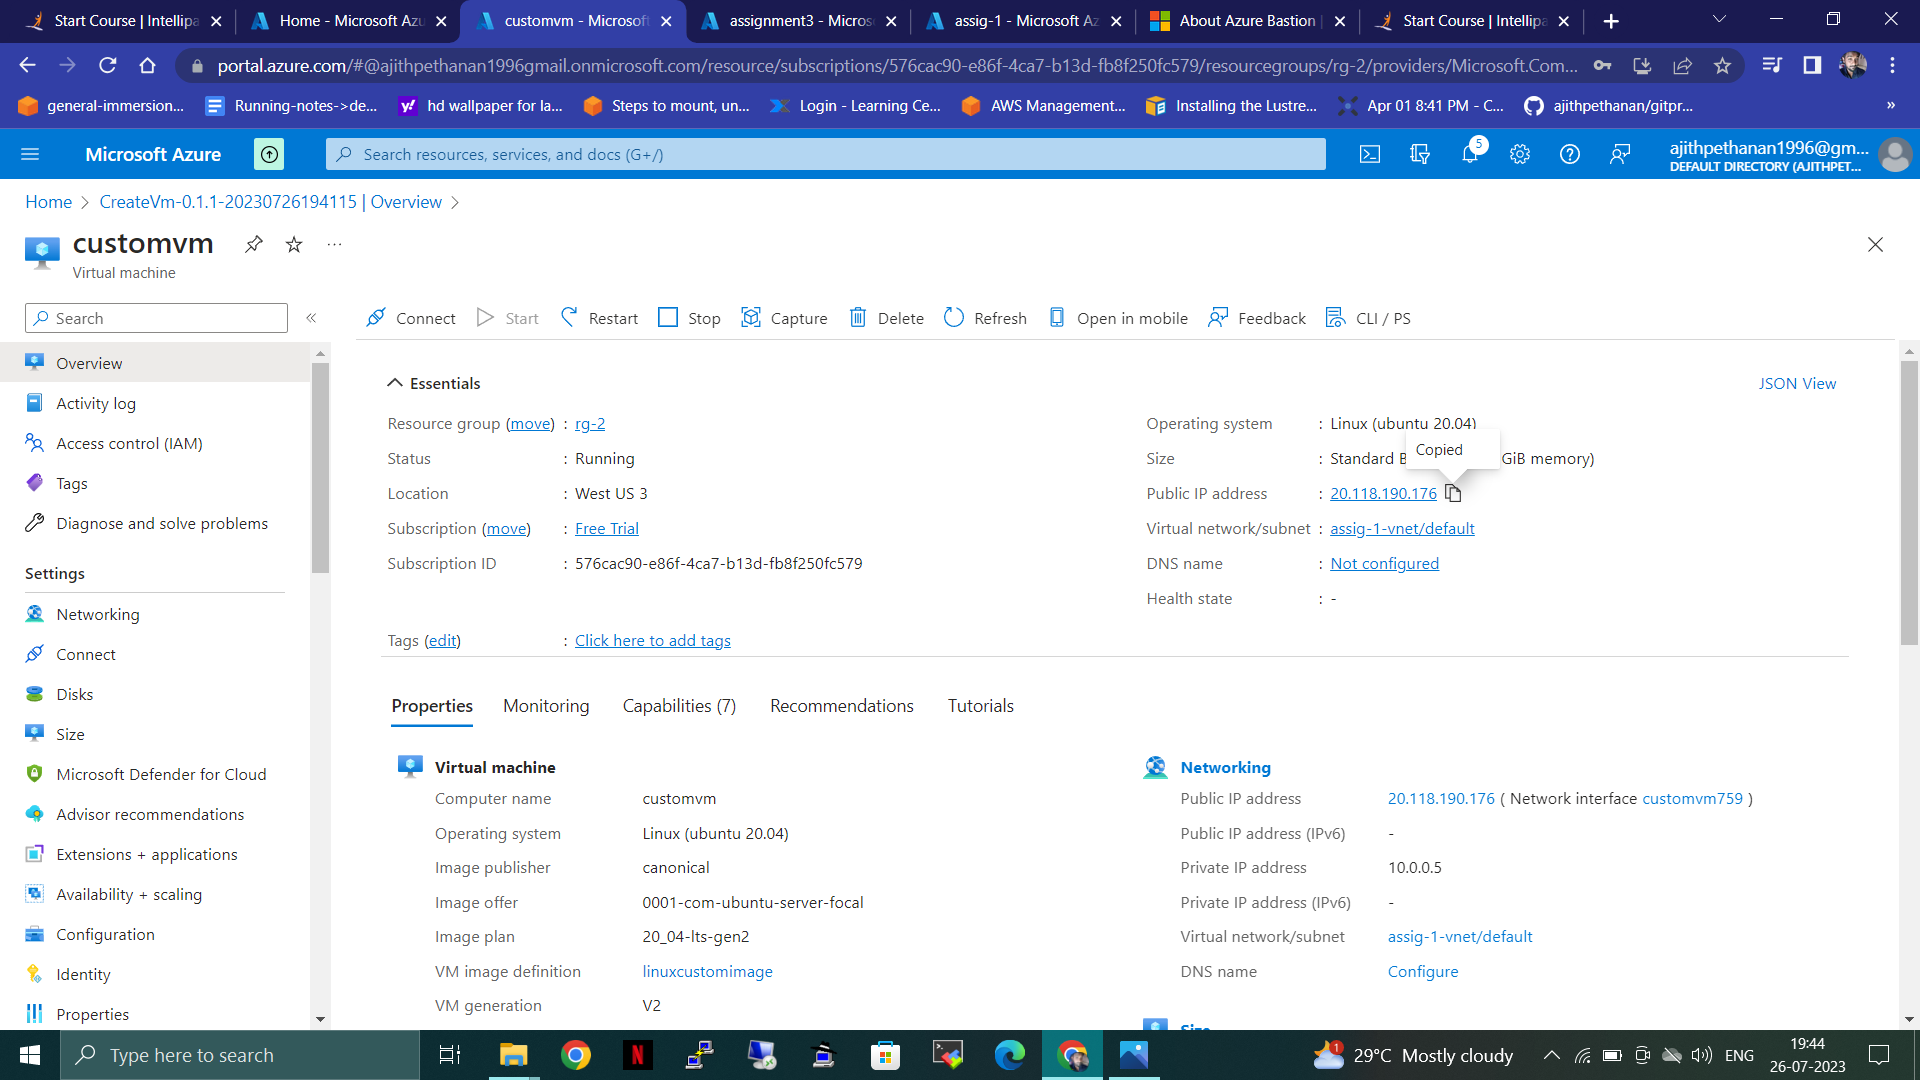 Start Course | Intellipa
Home - Microsoft Azu
customvm - Microsoft
assignment3 - Micros
assig-1 - Microsoft Az
About Azure Bastion |
Start Course | Intellipa
portal.azure.com/#@ajithpethanan1996gmail.onmicrosoft.com/resource/subscriptions/576cac90-e86f-4ca7-b13d-fb8f250fc579/resourcegroups/rg-2/providers/Microsoft.Com...
general-immersion...
Running-notes->de...
hd wallpaper for la...
Steps to mount, un...
Login - Learning Ce...
AWS Management...
Installing the Lustre...
Apr 01 8:41 PM - C...
ajithpethanan/gitpr...
»
Microsoft Azure
Search resources, services, and docs (G+/)
5
ajithpethanan1996@gm...
DEFAULT DIRECTORY (AJITHPET...
Home > CreateVm-0.1.1-20230726194115 | Overview >
customvm
Virtual machine
Search
Connect
Start
Restart
Stop
Capture
Delete
Refresh
Open in mobile
Feedback
CLI / PS
Overview
Activity log
Access control (IAM)
Tags
Diagnose and solve problems
Settings
Networking
Connect
Disks
Size
Microsoft Defender for Cloud
Advisor recommendations
Extensions + applications
Availability + scaling
Configuration
Identity
Properties
Essentials
JSON View
Resource group (move) : rg-2
Status : Running
Location : West US 3
Subscription (move) : Free Trial
Subscription ID : 576cac90-e86f-4ca7-b13d-fb8f250fc579
Operating system : Linux (ubuntu 20.04)
Copied
Size : Standard B GiB memory)
Public IP address : 20.118.190.176
Virtual network/subnet : assig-1-vnet/default
DNS name : Not configured
Health state : -
Tags (edit) : Click here to add tags
Properties
Monitoring
Capabilities (7)
Recommendations
Tutorials
Virtual machine
Computer name customvm
Operating system Linux (ubuntu 20.04)
Image publisher canonical
Image offer 0001-com-ubuntu-server-focal
Image plan 20_04-lts-gen2
VM image definition linuxcustomimage
VM generation V2
Networking
Public IP address 20.118.190.176 ( Network interface customvm759 )
Public IP address (IPv6) -
Private IP address 10.0.0.5
Private IP address (IPv6) -
Virtual network/subnet assig-1-vnet/default
DNS name Configure
Size
Type here to search
1
29°C Mostly cloudy
ENG
19:44
26-07-2023